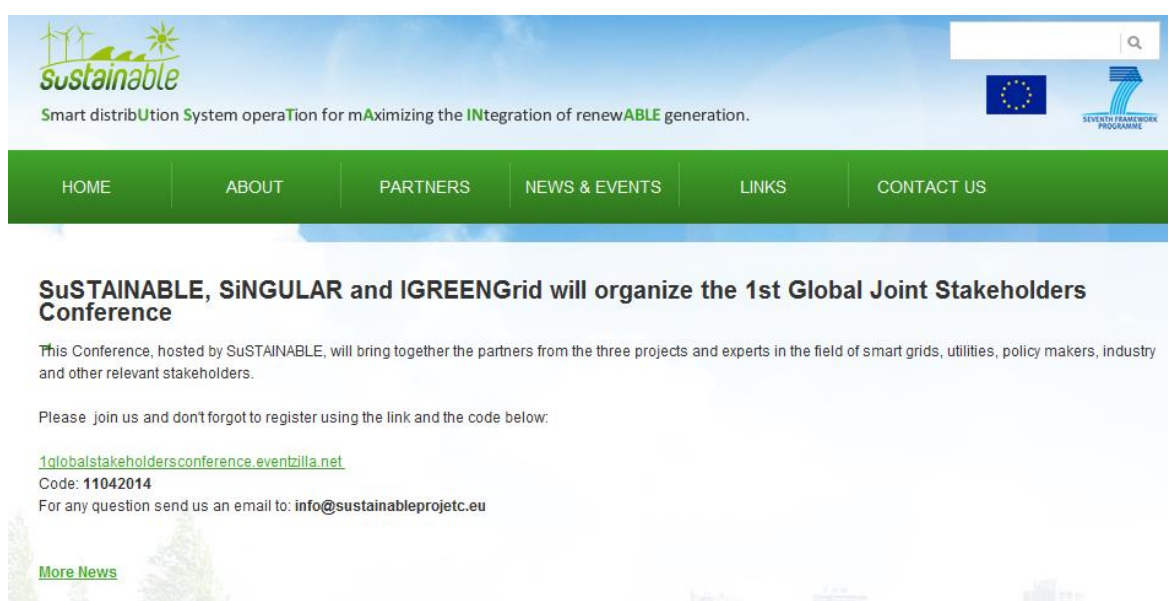 sustainable
Smart distribUtion System operaTion for mAximizing the INtegration of renewABLE generation.
7
SEVENTH FRAMEWORK
PROGRAMME
HOME ABOUT PARTNERS NEWS & EVENTS LINKS CONTACT US
SuSTAINABLE, SiNGULAR and IGREENGrid will organize the 1st Global Joint Stakeholders
Conference
This Conference, hosted by SuSTAINABLE, will bring together the partners from the three projects and experts in the field of smart grids, utilities, policy makers, industry
and other relevant stakeholders.
Please join us and don't forgot to register using the link and the code below:
1globalstakeholdersconference.eventzilla.net
Code: 11042014
For any question send us an email to: info@sustainableprojetc.eu
More News